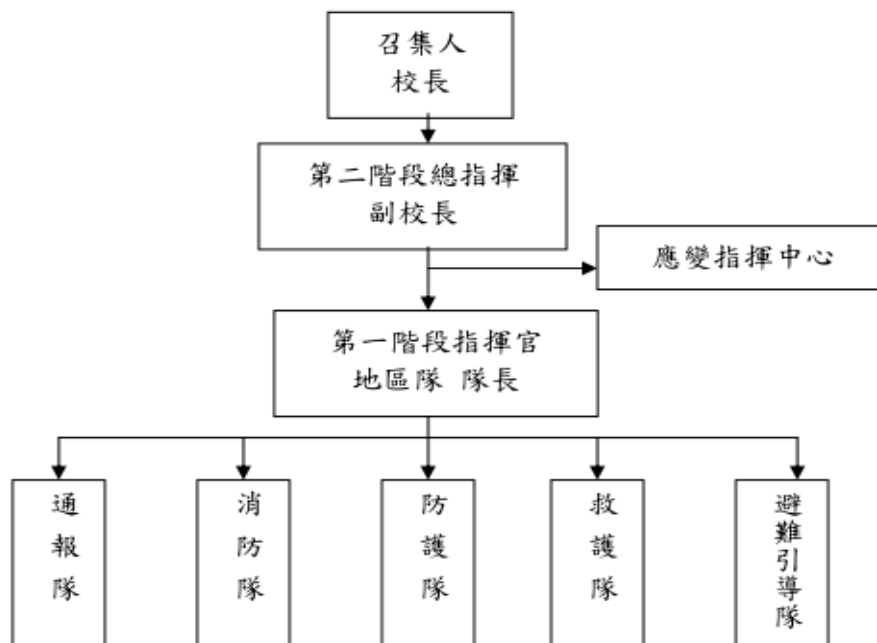 召集人
校長
第二階段總指揮
副校長
應變指揮中心
第一階段指揮官
地區隊 隊長
通報隊
消防隊
防護隊
救護隊
避難引導隊